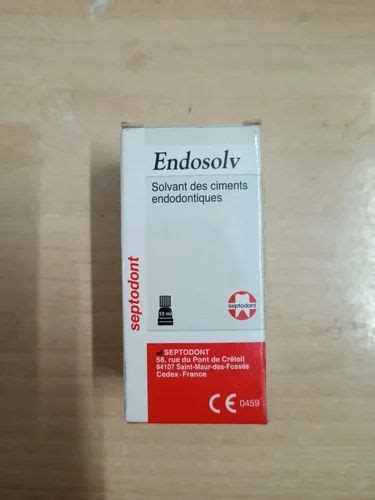 Endosolv
Solvant des ciments
endodontiques
septodont
septodont
13 ml
SEPTODONT
58, rue du Pont de Créteil
94107 Saint-Maur-des-Fossés
Cedex-France
CE 0459